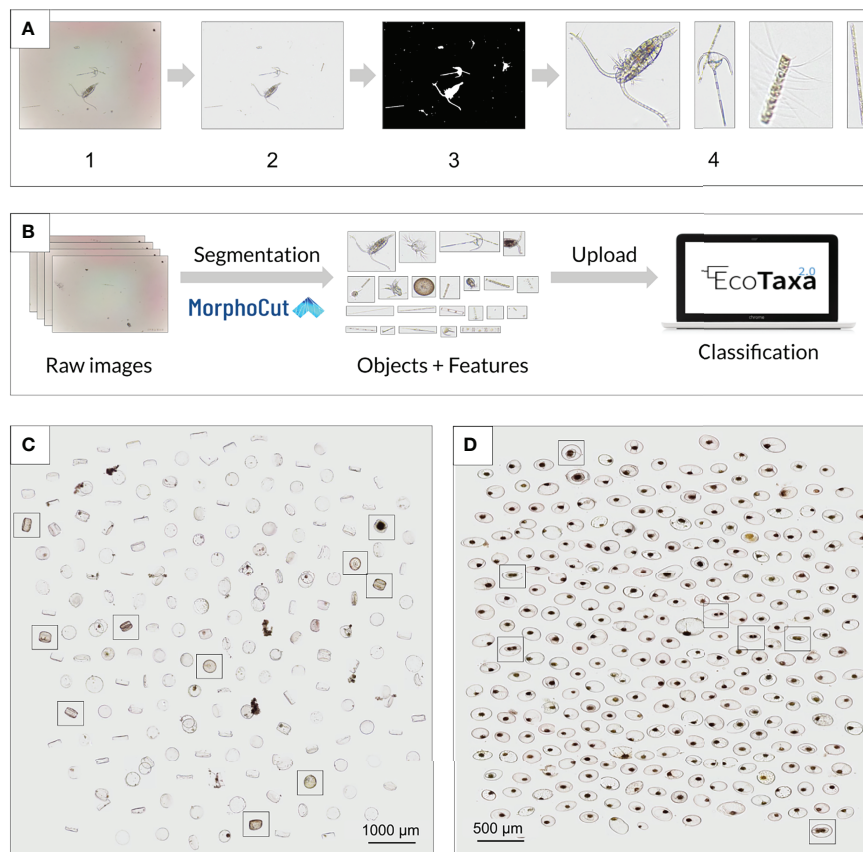 A
1
2
3
4
B
Segmentation
MorphoCut
Upload
EcoTaxa
2.0
chrome
Raw images
Objects + Features
Classification
C
1000 µm
D
500 µm